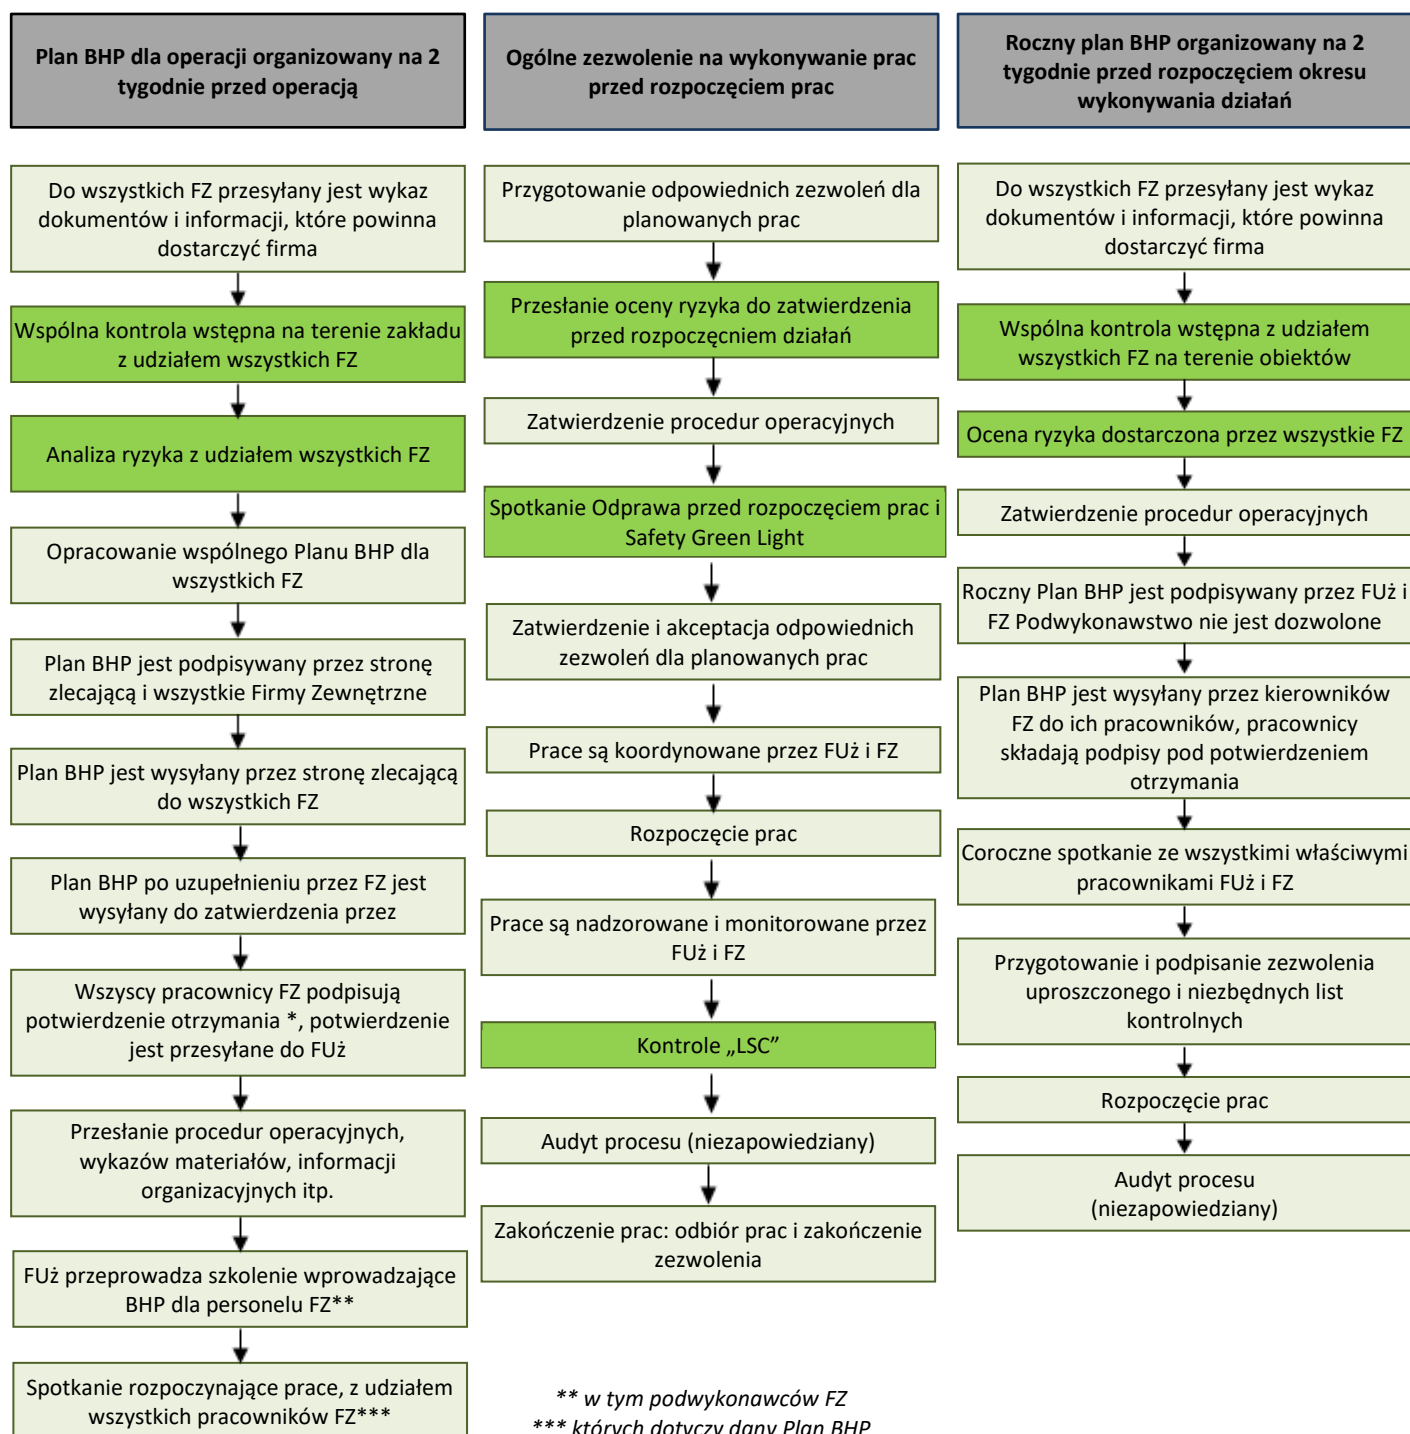 Plan BHP dla operacji organizowany na 2
tygodnie przed operacją
Do wszystkich FZ przesyłany jest wykaz
dokumentów i informacji, które powinna
dostarczyć firma
Wspólna kontrola wstępna na terenie zakładu
z udziałem wszystkich FZ
Analiza ryzyka z udziałem wszystkich FZ
Opracowanie wspólnego Planu BHP dla
wszystkich FZ
Plan BHP jest podpisywany przez stronę
zlecającą i wszystkie Firmy Zewnętrzne
Plan BHP jest wysyłany przez stronę zlecającą
do wszystkich FZ
Plan BHP po uzupełnieniu przez FZ jest
wysyłany do zatwierdzenia przez
Wszyscy pracownicy FZ podpisują
potwierdzenie otrzymania *, potwierdzenie
jest przesyłane do FUż
Przesłanie procedur operacyjnych,
wykazów materiałów, informacji
organizacyjnych itp.
FUż przeprowadza szkolenie wprowadzające
BHP dla personelu FZ**
Spotkanie rozpoczynające prace, z udziałem
wszystkich pracowników FZ***
Ogólne zezwolenie na wykonywanie prac
przed rozpoczęciem prac
Przygotowanie odpowiednich zezwoleń dla
planowanych prac
Przesłanie oceny ryzyka do zatwierdzenia
przed rozpoczęcniem działań
Zatwierdzenie procedur operacyjnych
Spotkanie Odprawa przed rozpoczęciem prac i
Safety Green Light
Zatwierdzenie i akceptacja odpowiednich
zezwoleń dla planowanych prac
Prace są koordynowane przez FUż i FZ
Rozpoczęcie prac
Prace są nadzorowane i monitorowane przez
FUż i FZ
Kontrole „LSC”
Audyt procesu (niezapowiedziany)
Zakończenie prac: odbiór prac i zakończenie
zezwolenia
** w tym podwykonawców FZ
*** których dotyczy dany Plan BHP
Roczny plan BHP organizowany na 2
tygodnie przed rozpoczęciem okresu
wykonywania działań
Do wszystkich FZ przesyłany jest wykaz
dokumentów i informacji, które powinna
dostarczyć firma
Wspólna kontrola wstępna z udziałem
wszystkich FZ na terenie obiektów
Ocena ryzyka dostarczona przez wszystkie FZ
Zatwierdzenie procedur operacyjnych
Roczny Plan BHP jest podpisywany przez FUż i
FZ Podwykonawstwo nie jest dozwolone
Plan BHP jest wysyłany przez kierowników
FZ do ich pracowników, pracownicy
składają podpisy pod potwierdzeniem
otrzymania
Coroczne spotkanie ze wszystkimi właściwymi
pracownikami FUż i FZ
Przygotowanie i podpisanie zezwolenia
uproszczonego i niezbędnych list
kontrolnych
Rozpoczęcie prac
Audyt procesu
(niezapowiedziany)